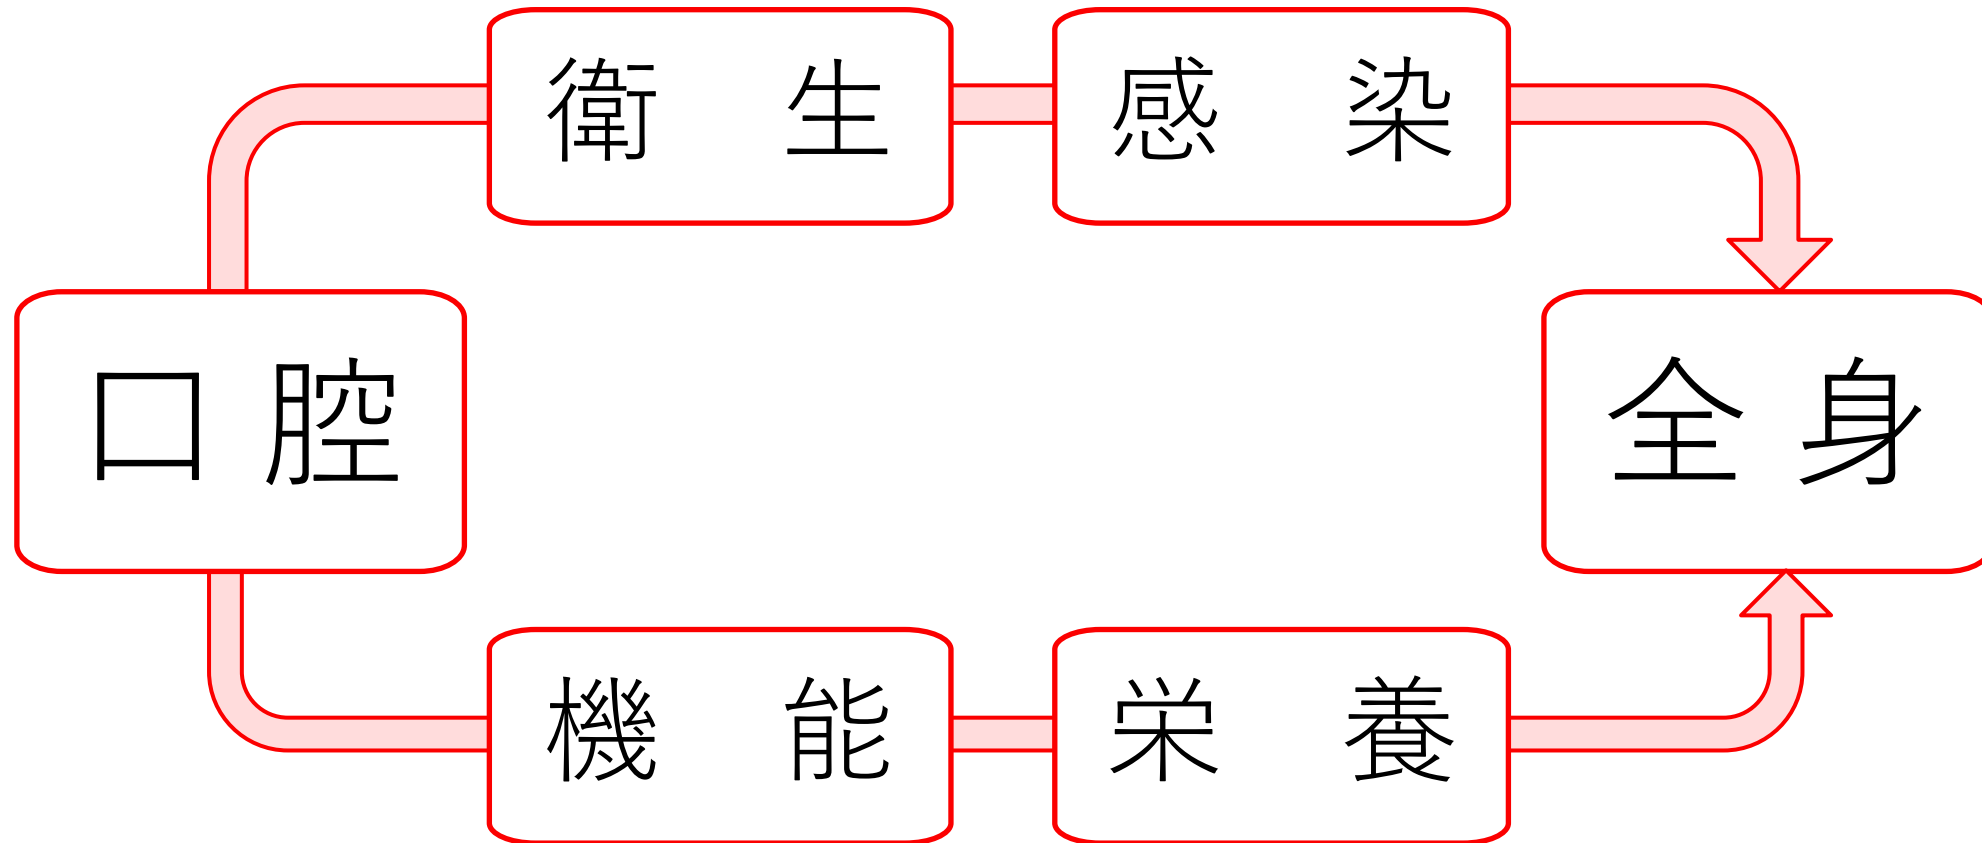 衛生 感染
口腔 全身
機能 栄養